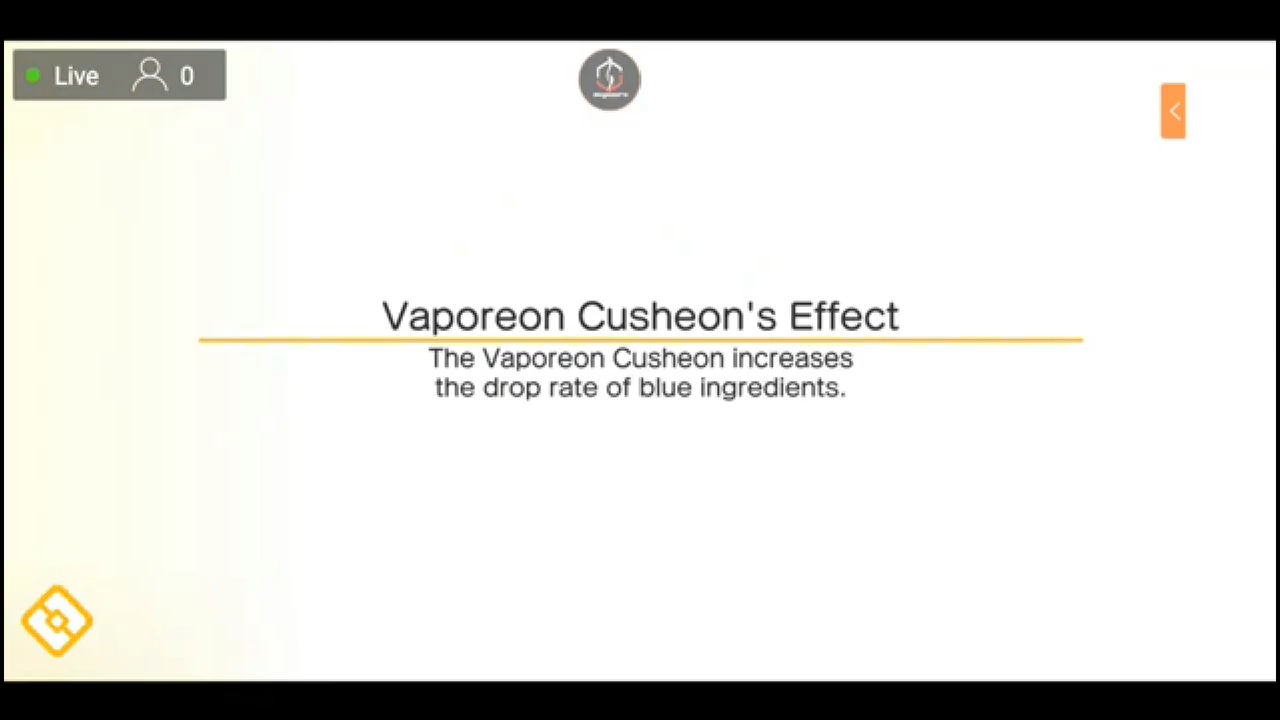 Live 0
Vaporeon Cusheon's Effect
The Vaporeon Cusheon increases
the drop rate of blue ingredients.